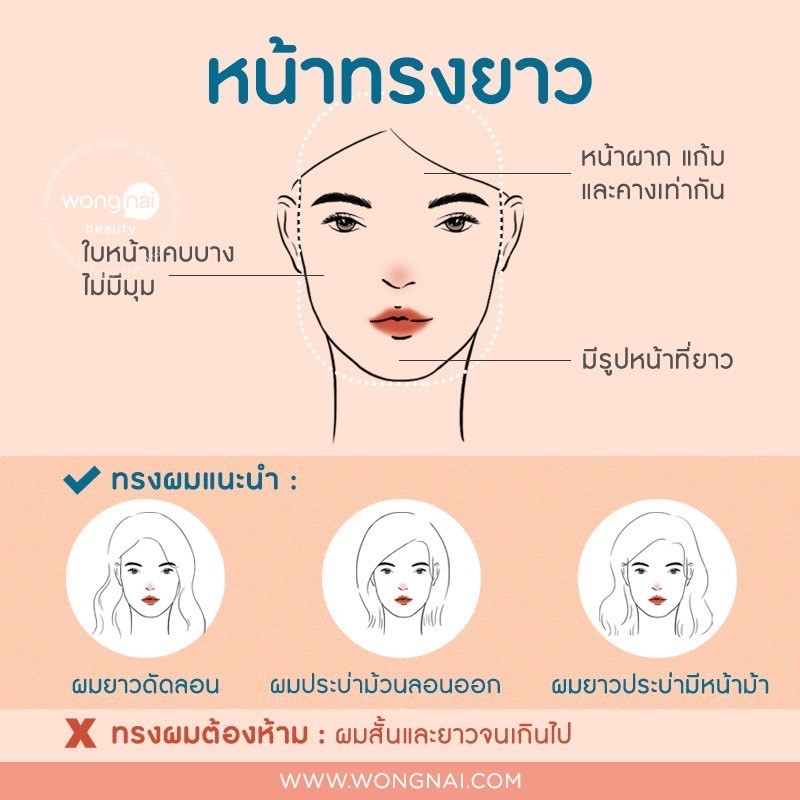 หน้าทรงยาว
หน้าผาก แก้ม
และคางเท่ากัน
wongnai
beauty
ใบหน้าแคบบาง
ไม่มีมุม
มีรูปหน้าที่ยาว
ทรงผมแนะนำ :
ผมยาวดัดลอน
ผมประบ่าม้วนลอนออก
ผมยาวประบ่ามีหน้าม้า
ทรงผมต้องห้าม : ผมสั้นและยาวจนเกินไป
WWW.WONGNAI.COM